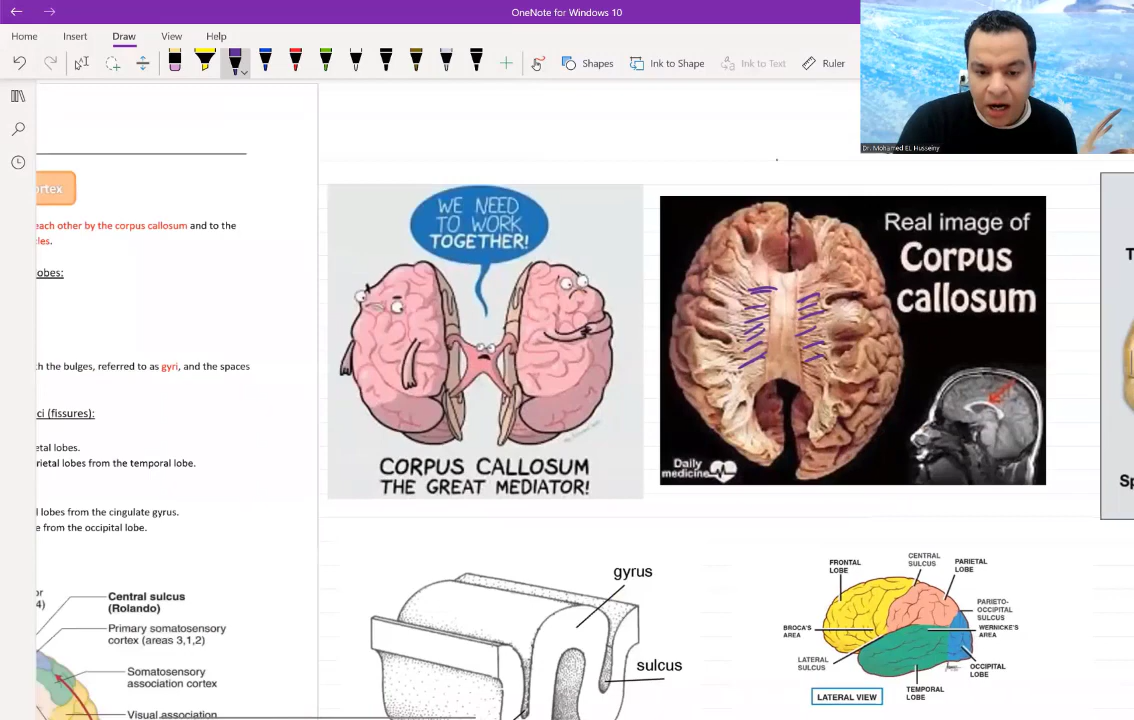 OneNote for Windows 10
Home Insert Draw View Help
Shapes Ink to Shape Ink to Text Ruler
Dr. Mohamed EL Husseiny
ortex
each other by the corpus callosum and to the
cles.
obes:
ch the bulges, referred to as gyri, and the spaces
ci (fissures):
etal lobes.
rietal lobes from the temporal lobe.
l lobes from the cingulate gyrus.
e from the occipital lobe.
or
4)
Central sulcus
(Rolando)
Primary somatosensory
cortex (areas 3,1,2)
Somatosensory
association cortex
Visual association
WE NEED
TO WORK
TOGETHER!
CORPUS CALLOSUM
THE GREAT MEDIATOR!
Real image of
Corpus
callosum
Daily
medicine
T
Sp
gyrus
sulcus
FRONTAL
LOBE
CENTRAL
SULCUS
PARIETAL
LOBE
PARIETO-
OCCIPITAL
SULCUS
BROCA'S
AREA
WERNICKE'S
AREA
LATERAL
SULCUS
OCCIPITAL
LOBE
TEMPORAL
LOBE
LATERAL VIEW